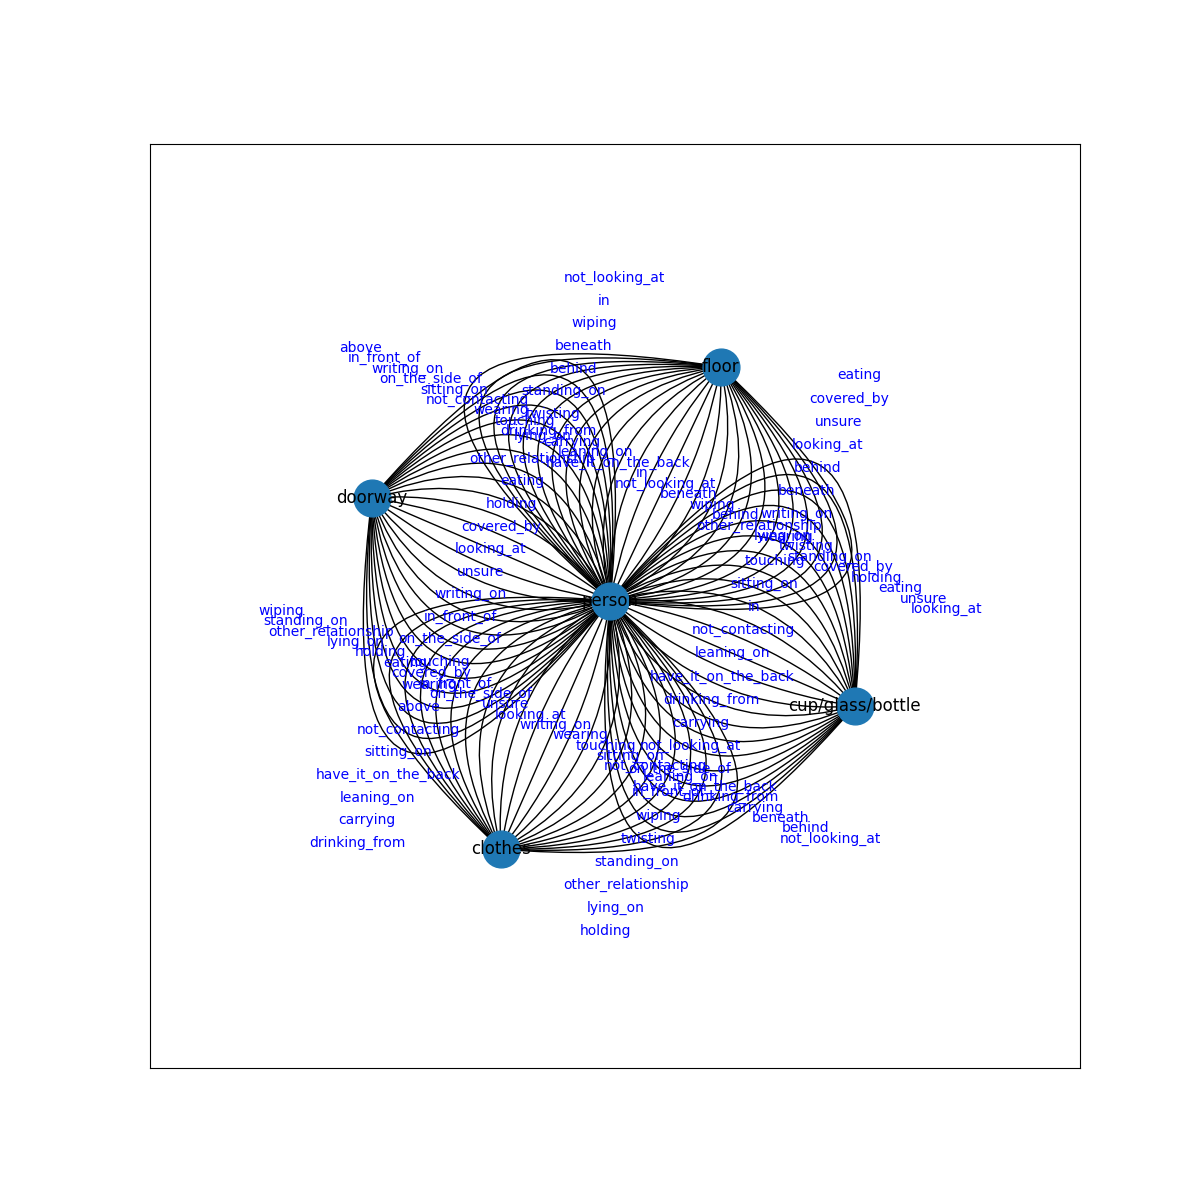 not_looking_at
in
wiping
beneath
above
in_front_of
behind
floor
writing_on
eating
on_the_side_of
sitting_on
standing_on
not_contacting
covered_by
wearing
twisting
touching
unsure
drinking_from
lying_on
carrying
looking_at
leaning_on
other_relationship
have_it_on_the_back
behind
in
eating
not_looking_at
beneath
beneath
doorway
holding
wiping
behind
writing_on
covered_by
other_relationship
lying_on
wearing
twisting
looking_at
standing_on
touching
covered_by
unsure
holding
sitting_on
eating
writing_on
unsure
person
in
looking_at
wiping
in_front_of
standing_on
other_relationship
not_contacting
on_the_side_of
lying_on
holding
leaning_on
eating
touching
covered_by
have_it_on_the_back
wearing
in_front_of
on_the_side_of
drinking_from
unsure
above
cup/glass/bottle
looking_at
writing_on
carrying
not_contacting
wearing
touching
not_looking_at
sitting_on
sitting_on
not_contacting
on_the_side_of
have_it_on_the_back
leaning_on
have_it_on_the_back
in_front_of
leaning_on
drinking_from
carrying
wiping
beneath
carrying
behind
drinking_from
twisting
not_looking_at
clothes
standing_on
other_relationship
lying_on
holding